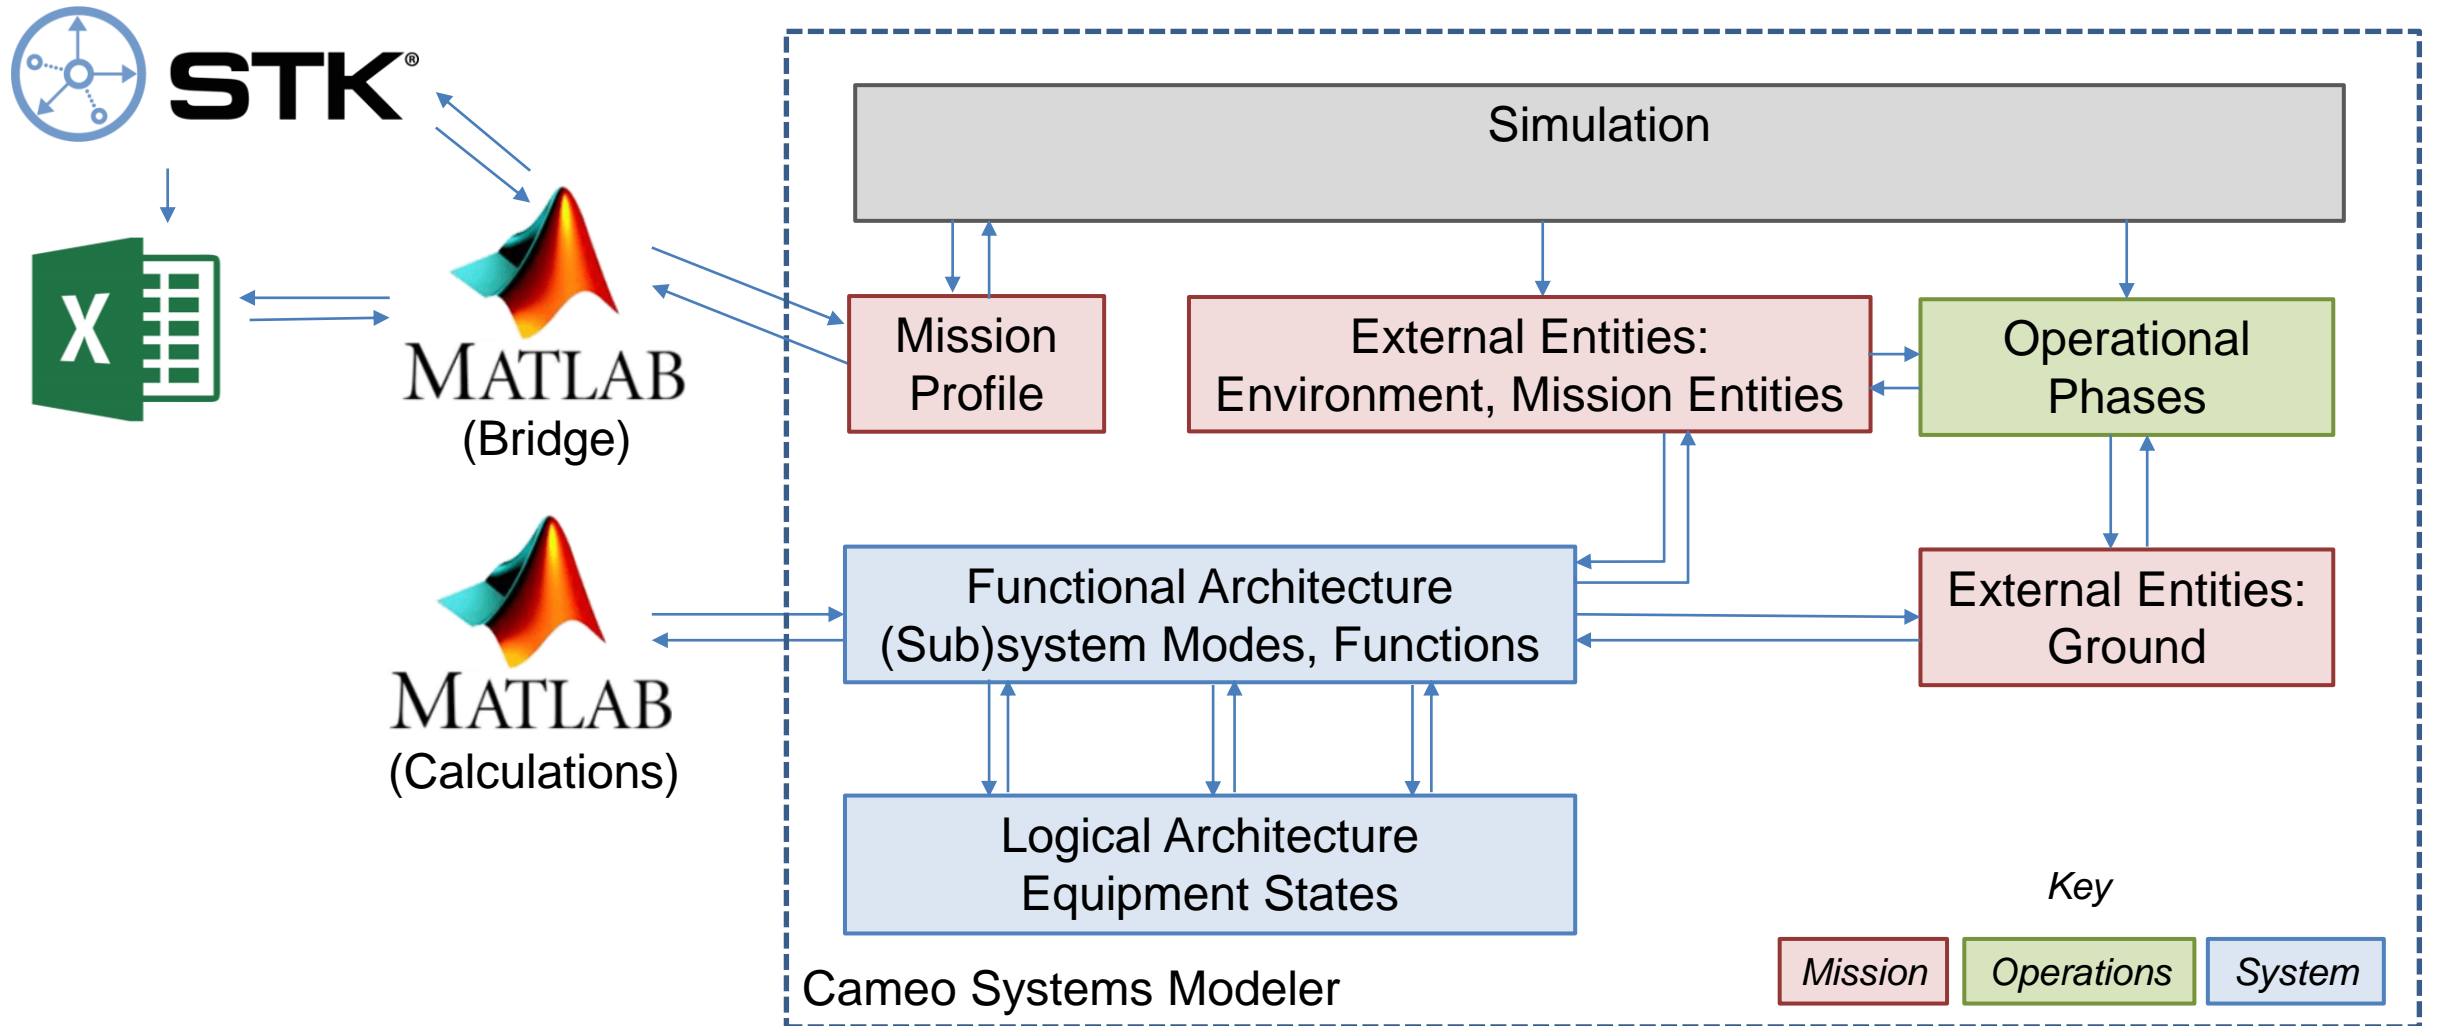 STK®
X
MATLAB
(Bridge)
MATLAB
(Calculations)
Simulation
Mission
Profile
External Entities:
Environment, Mission Entities
Operational
Phases
Functional Architecture
(Sub)system Modes, Functions
External Entities:
Ground
Logical Architecture
Equipment States
Cameo Systems Modeler
Key
Mission
Operations
System